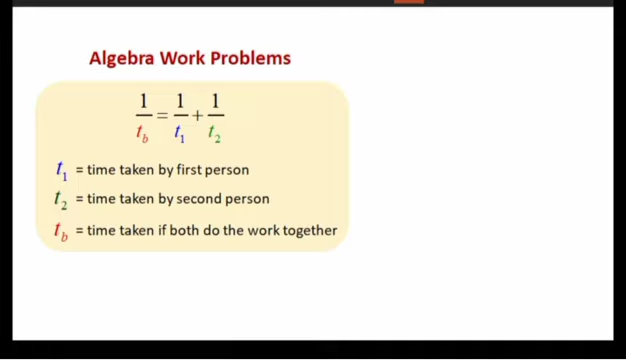 Algebra Work Problems
1/t_b = 1/t_1 + 1/t_2
t_1 = time taken by first person
t_2 = time taken by second person
t_b = time taken if both do the work together